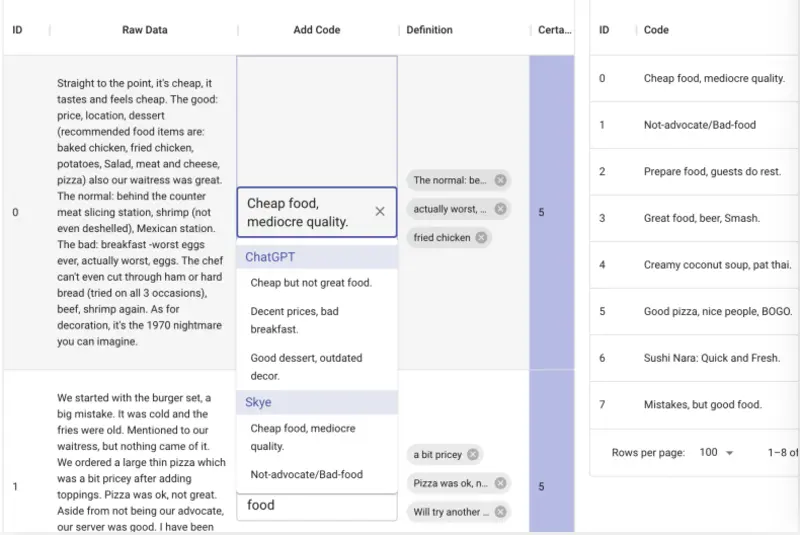 ID Raw Data Add Code Definition Certa...
Straight to the point, it's cheap, it
tastes and feels cheap. The good:
price, location, dessert
(recommended food items are:
baked chicken, fried chicken,
potatoes, Salad, meat and cheese,
pizza) also our waitress was great.
The normal: behind the counter
meat slicing station, shrimp (not
even deshelled), Mexican station.
The bad: breakfast -worst eggs
ever, actually worst, eggs. The chef
can't even cut through ham or hard
bread (tried on all 3 occasions),
beef, shrimp again. As for
decoration, it's the 1970 nightmare
you can imagine.
0
Cheap food,
mediocre quality.
ChatGPT
Cheap but not great food.
Decent prices, bad
breakfast.
Good dessert, outdated
decor.
Skye
Cheap food, mediocre
quality.
Not-advocate/Bad-food
The normal: be...
actually worst, ...
fried chicken
5
We started with the burger set, a
big mistake. It was cold and the
fries were old. Mentioned to our
waitress, but nothing came of it.
We ordered a large thin pizza which
was a bit pricey after adding
toppings. Pizza was ok, not great.
Aside from not being our advocate,
our server was good. I have been
1
food
a bit pricey
Pizza was ok, n...
Will try another ...
5
ID Code
0 Cheap food, mediocre quality.
1 Not-advocate/Bad-food
2 Prepare food, guests do rest.
3 Great food, beer, Smash.
4 Creamy coconut soup, pat thai.
5 Good pizza, nice people, BOGO.
6 Sushi Nara: Quick and Fresh.
7 Mistakes, but good food.
Rows per page: 100 1–8 of